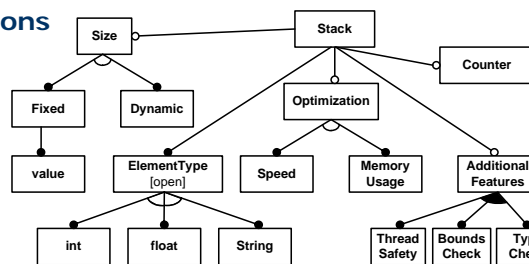 ons
Size
Stack
Counter
Fixed
Dynamic
Optimization
value
ElementType
[open]
Speed
Memory
Usage
Additional
Features
int
float
String
Thread
Safety
Bounds
Check